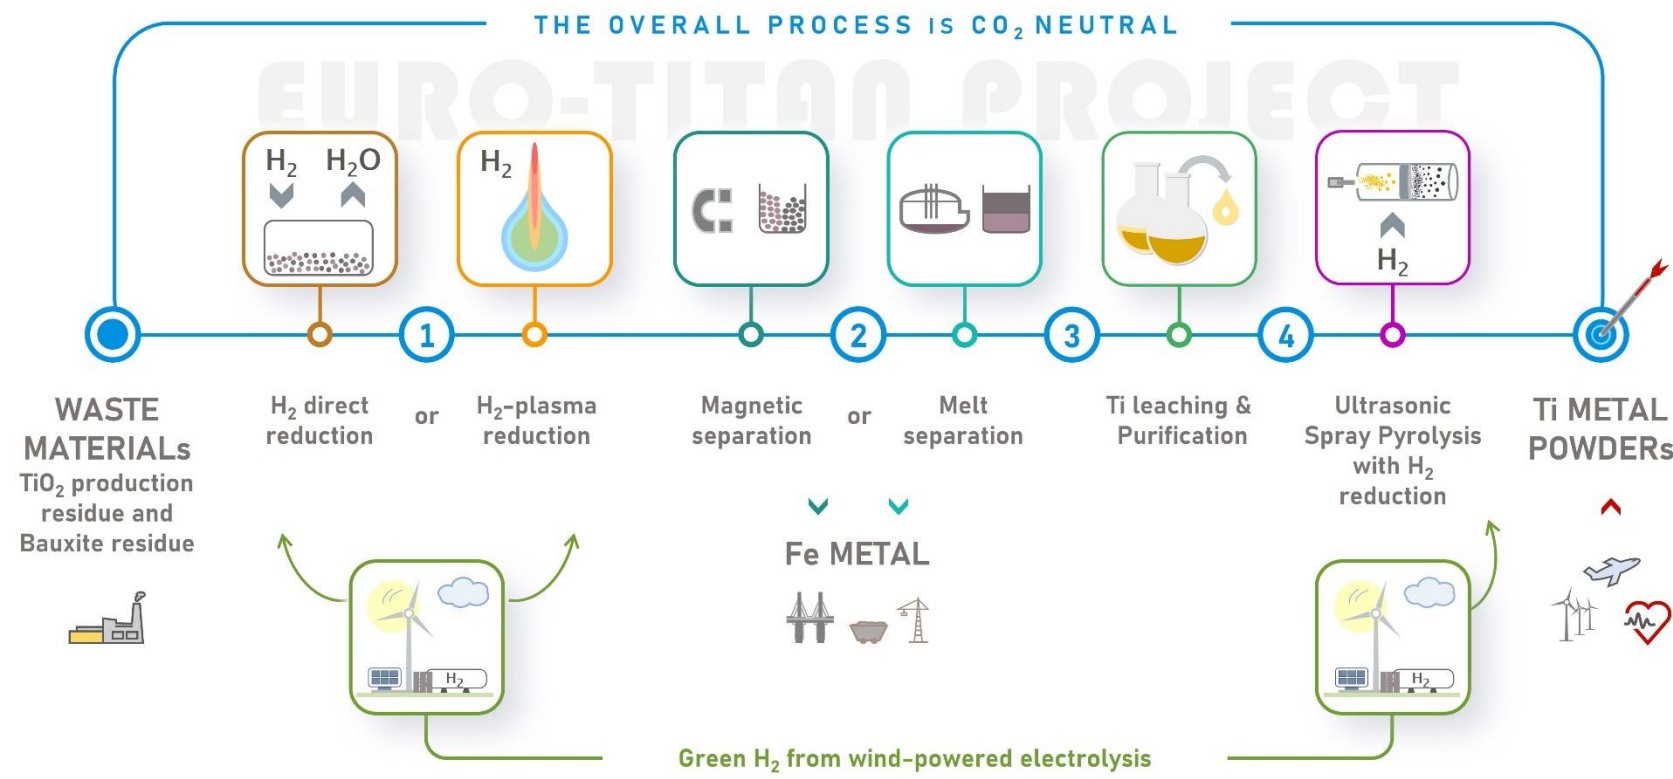 THE OVERALL PROCESS IS CO₂ NEUTRAL
EURO-TITAN PROJECT
H₂ H₂O
H₂
H₂
1
2
3
4
WASTE
MATERIALs
TiO₂ production
residue and
Bauxite residue
H₂ direct
reduction
or
H₂-plasma
reduction
Magnetic
separation
or
Melt
separation
Ti leaching &
Purification
Ultrasonic
Spray Pyrolysis
with H₂
reduction
Ti METAL
POWDERs
Fe METAL
H₂
H₂
Green H₂ from wind-powered electrolysis